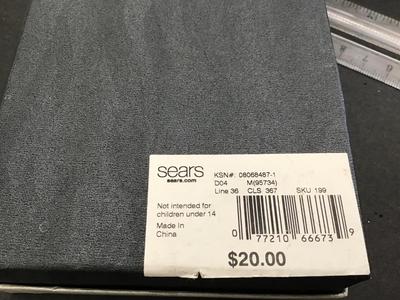 sears
sears.com
KSN#: 08068487-1
D04 M(95734)
Line 36 CLS 367 SKU 199
Not intended for
children under 14
Made In
China
0 77210 66673 9
$20.00